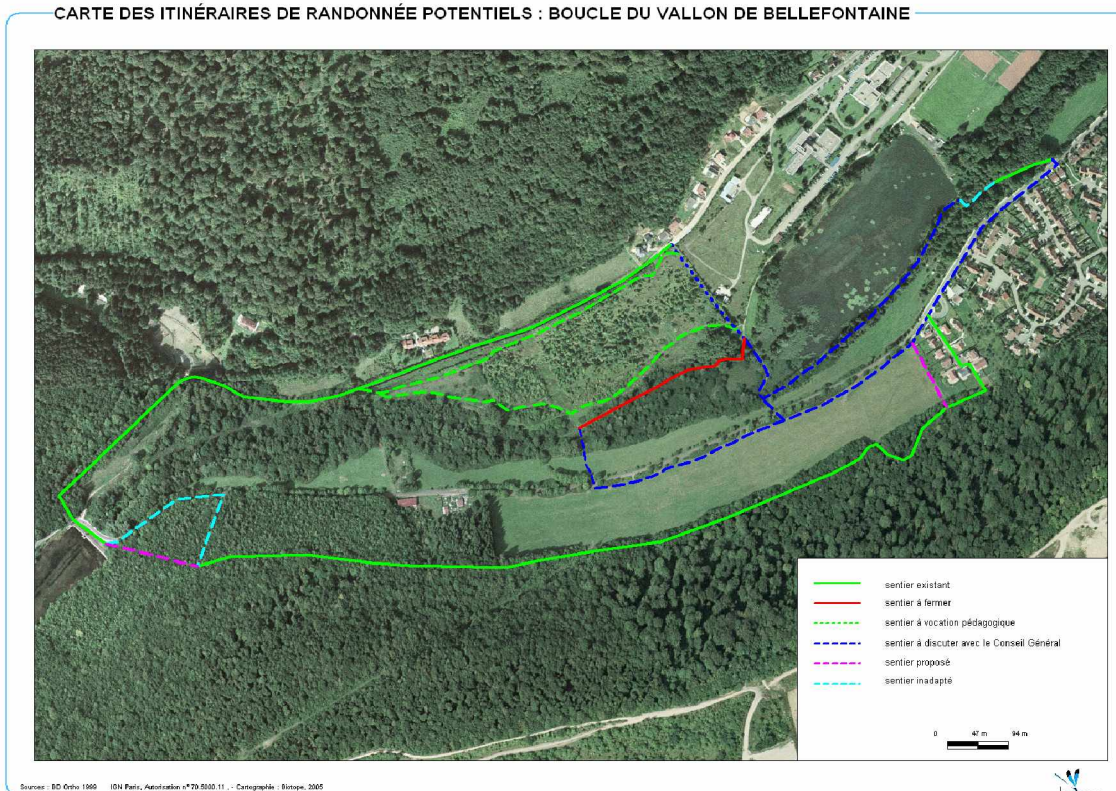 CARTE DES ITINÉRAIRES DE RANDONNÉE POTENTIELS : BOUCLE DU VALLON DE BELLEFONTAINE
sentier existant
sentier à fermer
sentier à vocation pédagogique
sentier à discuter avec le Conseil Général
sentier proposé
sentier inadapté
0 47 m 94 m
Sources : BD Ortho 1999 IGN Paris, Autorisation n° 70.5000.11 , - Cartographie : Biotope, 2005